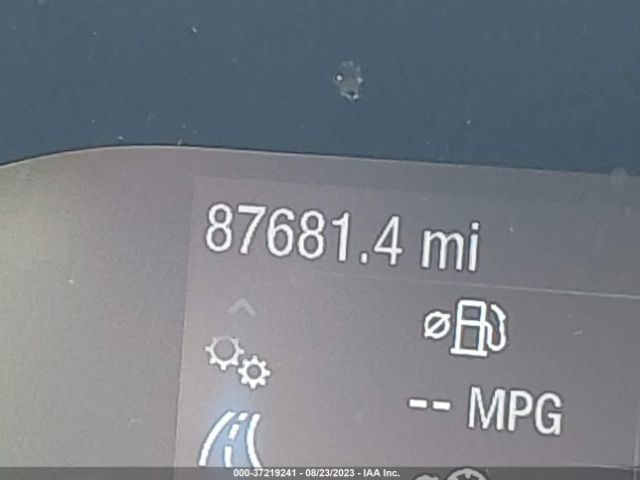 87681.4 mi
-- MPG
000-37219241 - 08/23/2023 - IAA Inc.